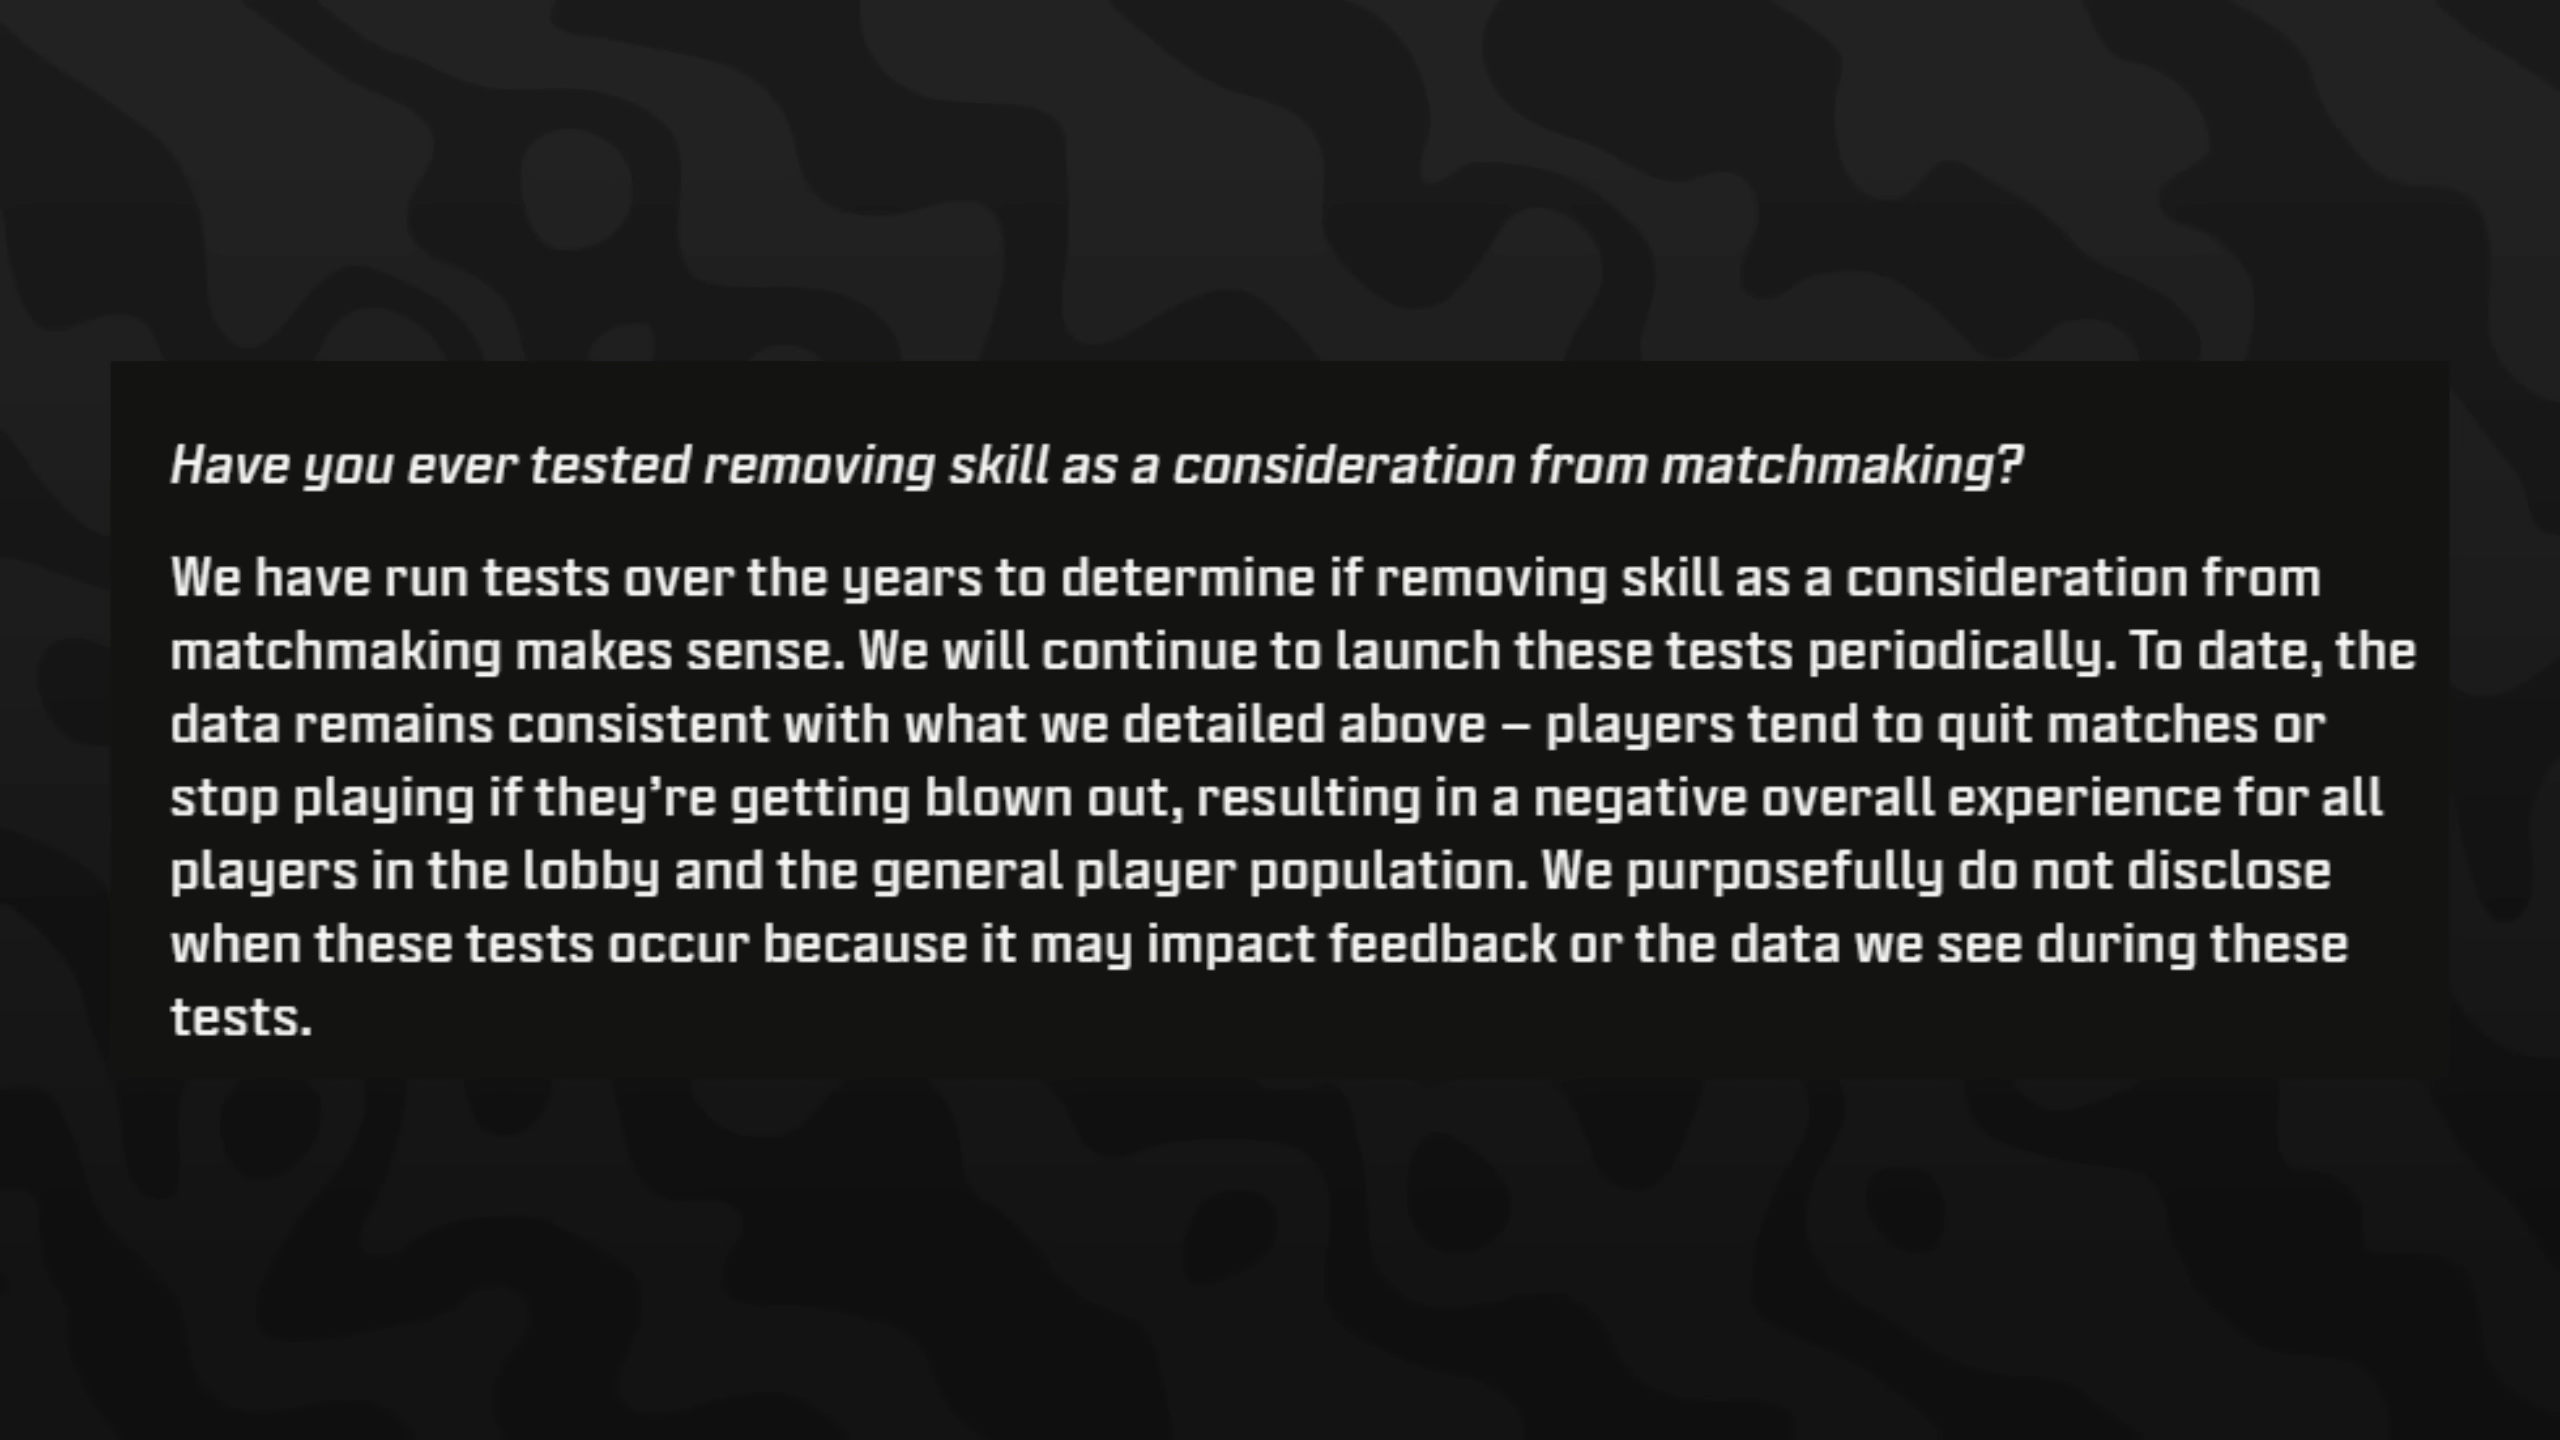 Have you ever tested removing skill as a consideration from matchmaking?
We have run tests over the years to determine if removing skill as a consideration from
matchmaking makes sense. We will continue to launch these tests periodically. To date, the
data remains consistent with what we detailed above – players tend to quit matches or
stop playing if they’re getting blown out, resulting in a negative overall experience for all
players in the lobby and the general player population. We purposefully do not disclose
when these tests occur because it may impact feedback or the data we see during these
tests.